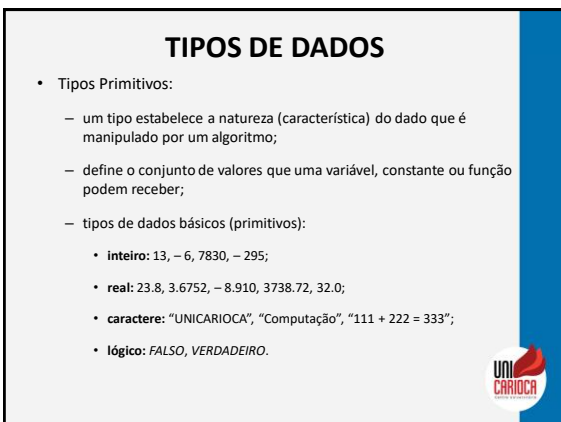 TIPOS DE DADOS
• Tipos Primitivos:
– um tipo estabelece a natureza (característica) do dado que é
manipulado por um algoritmo;
– define o conjunto de valores que uma variável, constante ou função
podem receber;
– tipos de dados básicos (primitivos):
• inteiro: 13, – 6, 7830, – 295;
• real: 23.8, 3.6752, – 8.910, 3738.72, 32.0;
• caractere: “UNICARIOCA”, “Computação”, “111 + 222 = 333”;
• lógico: FALSO, VERDADEIRO.
UNI
CARIOCA